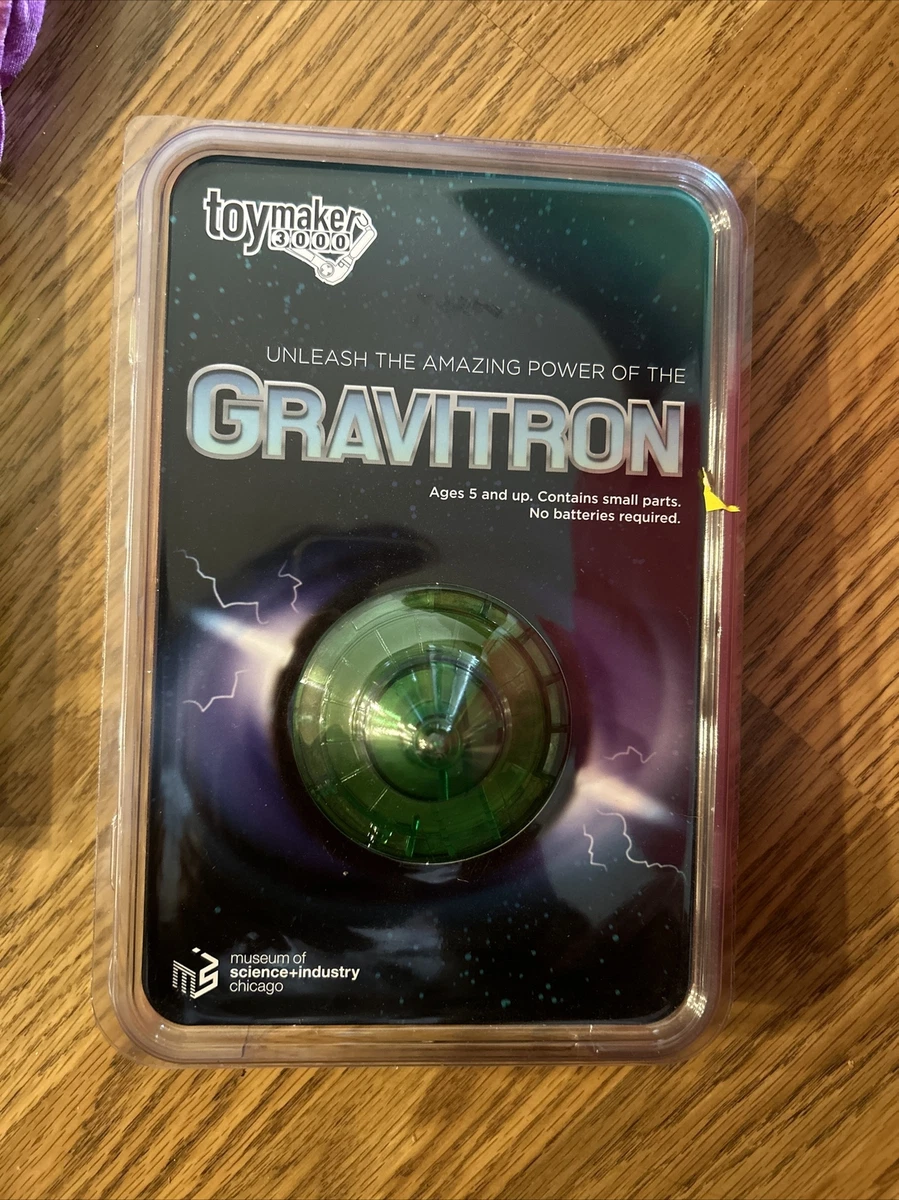 toymaker
3000
UNLEASH THE AMAZING POWER OF THE
GRAVITRON
Ages 5 and up. Contains small parts.
No batteries required.
museum of
science+industry
chicago